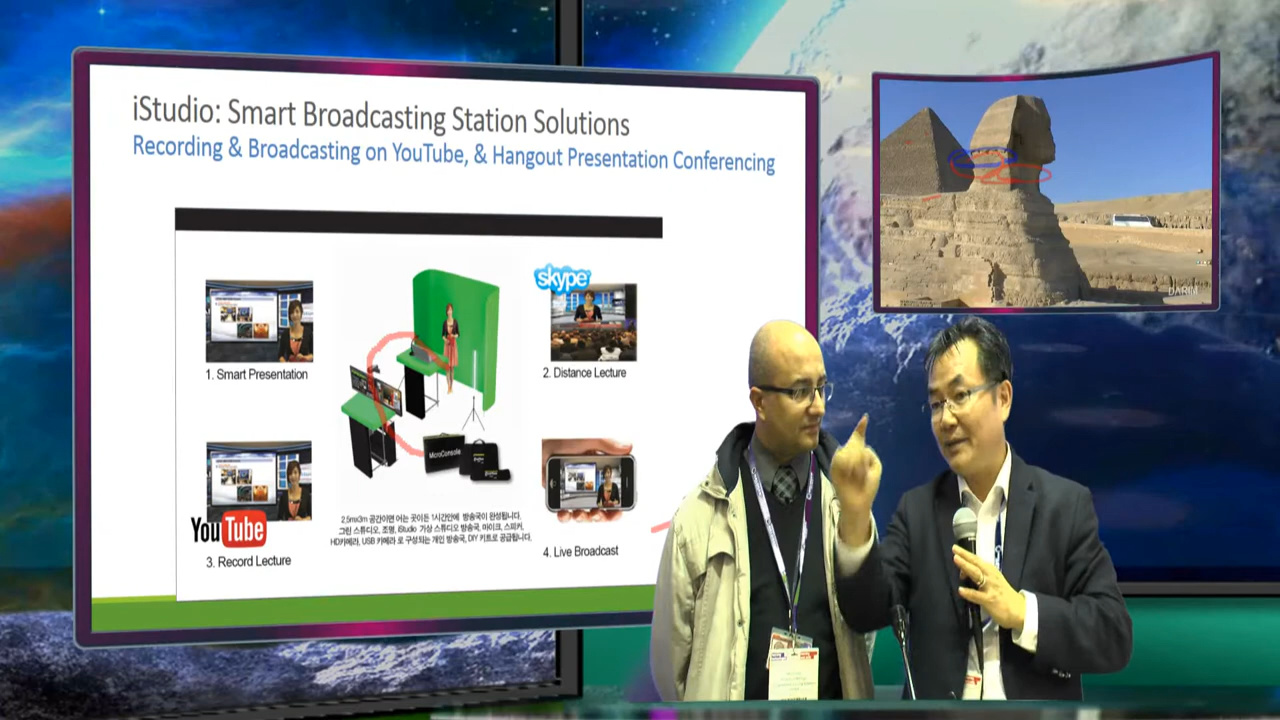 iStudio: Smart Broadcasting Station Solutions
Recording & Broadcasting on YouTube, & Hangout Presentation Conferencing
1. Smart Presentation
skype
2. Distance Lecture
MicroConsole
YouTube
3. Record Lecture
2.5mx3m 공간이면 어는 곳이든 1시간안에 방송국이 완성됩니다.
그린 스튜디오, 조명, iStudio 가상 스튜디오 방송국, 마이크, 스피커,
HD카메라, USB 카메라 로 구성되는 개인 방송국, DIY 키트로 공급됩니다.
4. Live Broadcast
DARIM